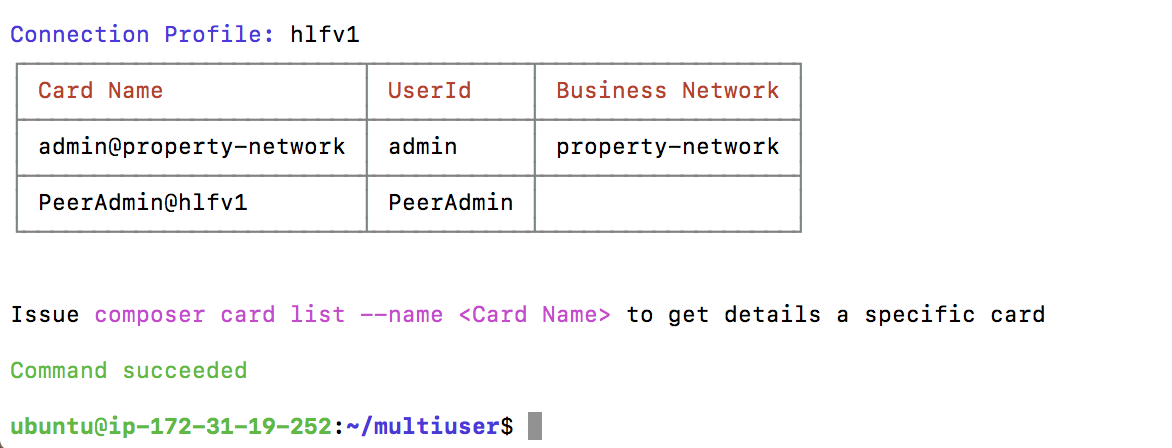 Connection Profile: hlfv1
Card Name UserId Business Network
admin@property-network admin property-network
PeerAdmin@hlfv1 PeerAdmin
Issue composer card list --name <Card Name> to get details a specific card
Command succeeded
ubuntu@ip-172-31-19-252:~/multiuser$